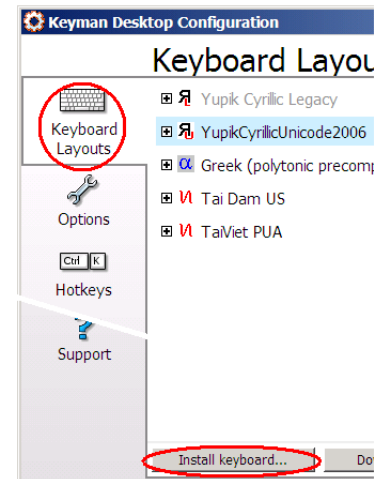 Keyman Desktop Configuration
Keyboard Layou
Keyboard
Layouts
Options
Ctrl K
Hotkeys
Support
Я Yupik Cyrillic Legacy
Я YupikCyrillicUnicode2006
α Greek (polytonic precomp
Tai Dam US
TaiViet PUA
Install keyboard...
Do